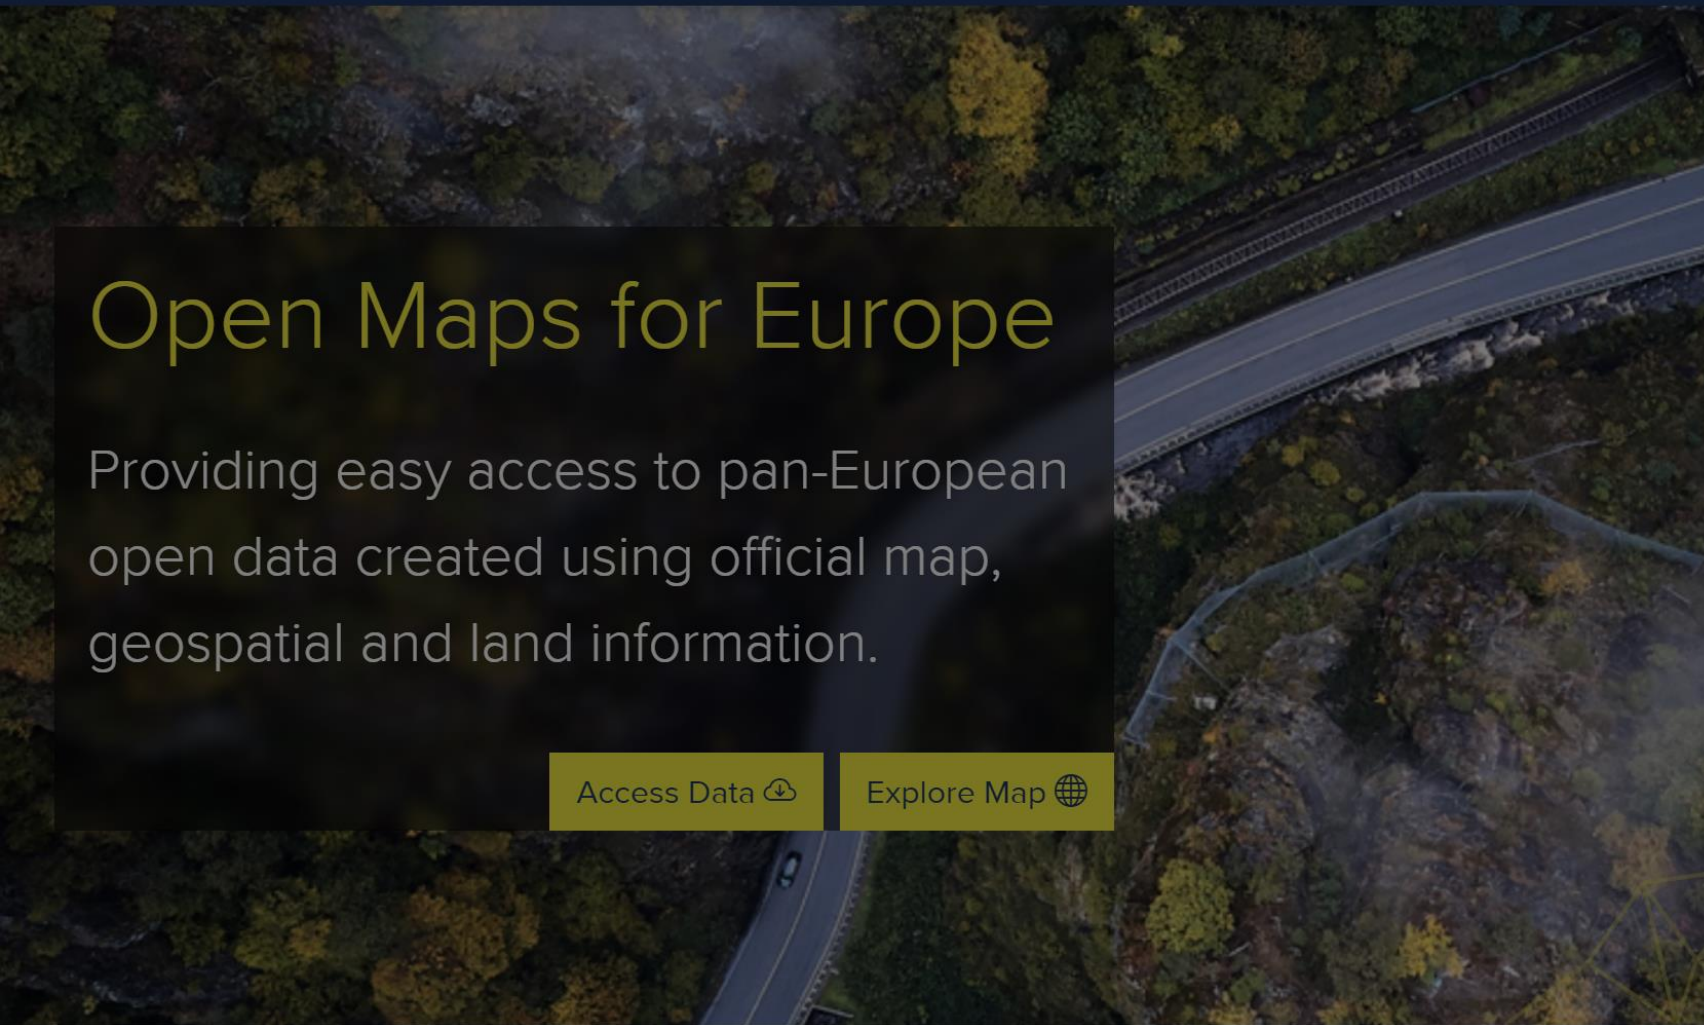 Open Maps for Europe
Providing easy access to pan-European
open data created using official map,
geospatial and land information.
Access Data
Explore Map